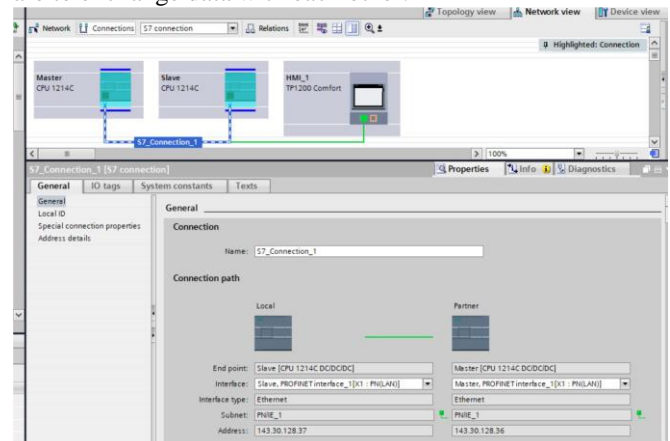 Topology view Network view Device view
Network Connections S7 connection Relations
Highlighted: Connection
Master
CPU 1214C
Slave
CPU 1214C
HMI_1
TP1200 Comfort
S7_Connection_1
100%
S7_Connection_1 [S7 connection]
Properties Info Diagnostics
General IO tags System constants Texts
General
Local ID
Special connection properties
Address details
General
Connection
Name: S7_Connection_1
Connection path
Local Partner
End point: Slave [CPU 1214C DC/DC/DC] Master [CPU 1214C DC/DC/DC]
Interface: Slave, PROFINET interface_1[X1 : PN(LAN)] Master, PROFINET interface_1[X1 : PN(LAN)]
Interface type: Ethernet Ethernet
Subnet: PN/IE_1 PN/IE_1
Address: 143.30.128.37 143.30.128.36